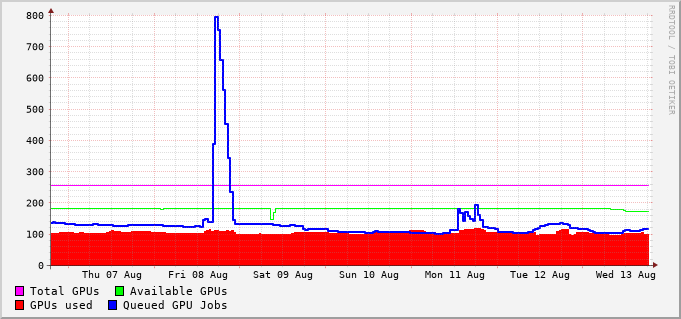 800
700
600
500
400
300
200
100
0
Thu 07 Aug Fri 08 Aug Sat 09 Aug Sun 10 Aug Mon 11 Aug Tue 12 Aug Wed 13 Aug
Total GPUs Available GPUs
GPUs used Queued GPU Jobs
RRDTOOL / TOBI OETIKER